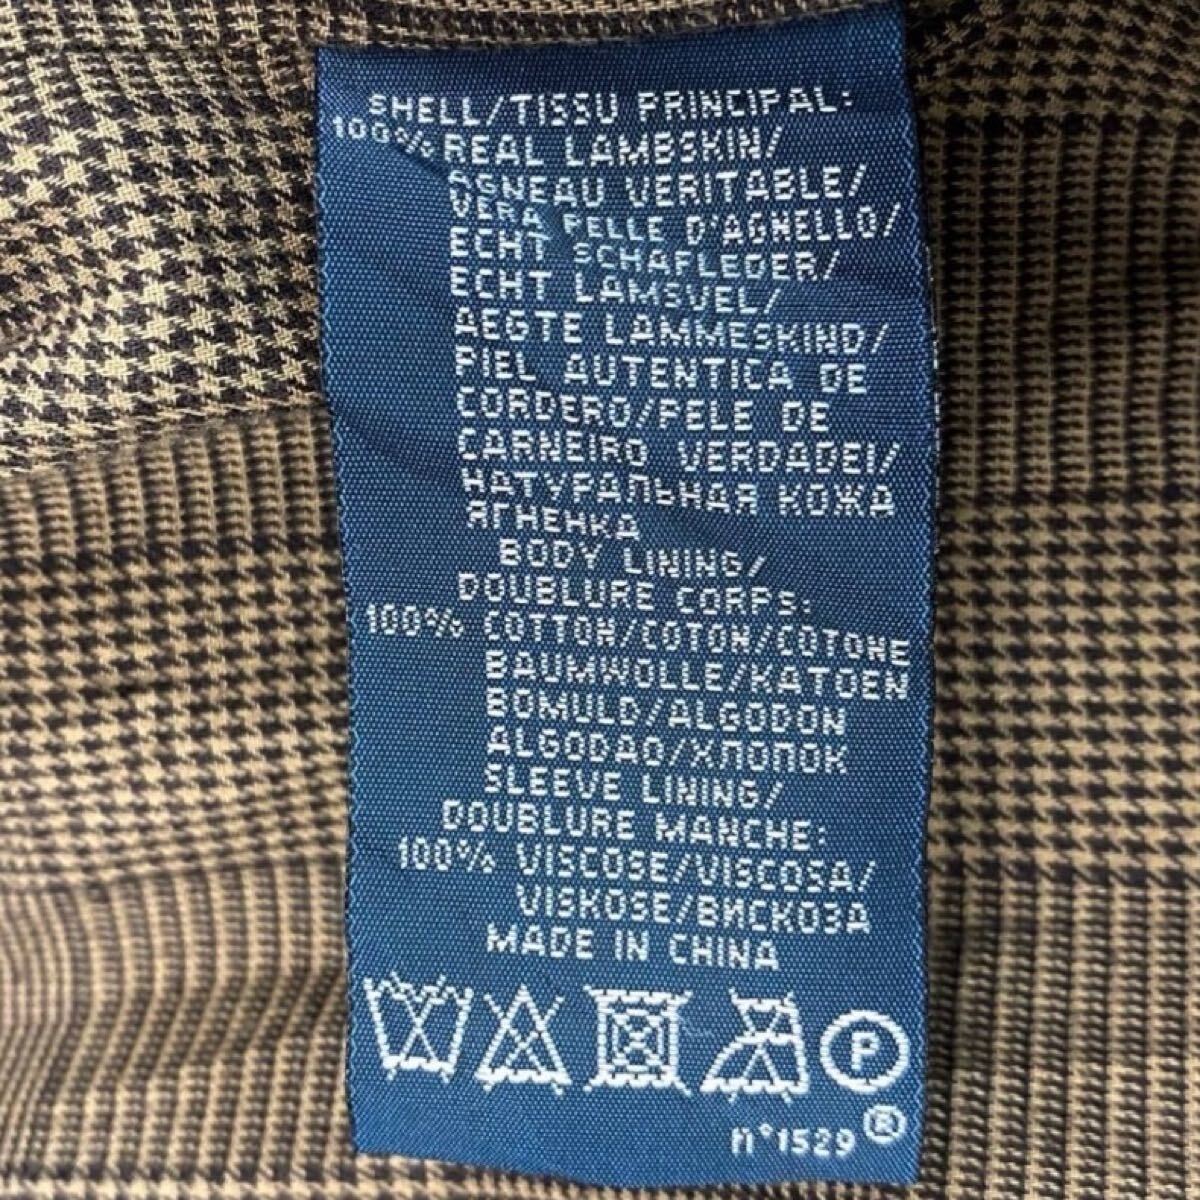 SHELL/TISSU PRINCIPAL:
100% REAL LAMBSKIN/
AGNEAU VERITABLE/
VERA PELLE D'AGNELLO/
ECHT SCHAFLEDER/
ECHT LAMSVEL/
AEGTE LAMMESKIND/
PIEL AUTENTICA DE
CORDERO/PELE DE
CARNEIRO VERDADEI/
НАТУРАЛЬНАЯ КОЖА
ЯГНЕНКА
BODY LINING/
DOUBLURE CORPS:
100% COTTON/COTON/COTONE
BAUMWOLLE/KATOEN
BOMULD/ALGODON
ALGODAO/ХЛОПОК
SLEEVE LINING/
DOUBLURE MANCHE:
100% VISCOSE/VISCOSA/
VISKOSE/ВИСКОЗА
MADE IN CHINA
P
n°1529 ®